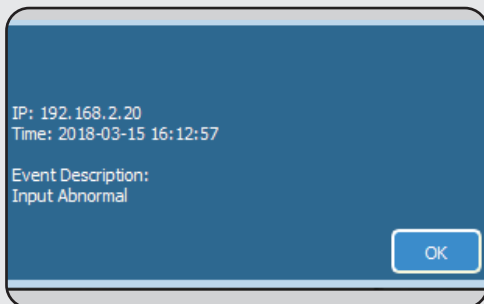 IP: 192.168.2.20
Time: 2018-03-15 16:12:57
Event Description:
Input Abnormal
OK